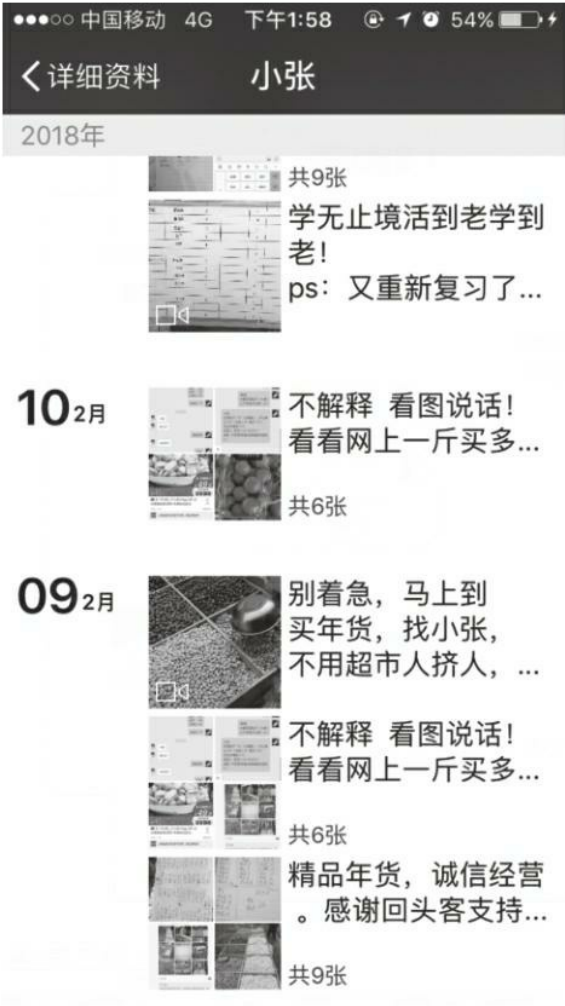 中国移动 4G 下午1:58 54%
详细资料 小张
2018年
共9张
学无止境活到老学到
老！
ps：又重新复习了...
10 2月
不解释 看图说话！
看看网上一斤买多...
共6张
09 2月
别着急，马上到
买年货，找小张，
不用超市人挤人，...
不解释 看图说话！
看看网上一斤买多...
共6张
精品年货，诚信经营
。感谢回头客支持...
共9张